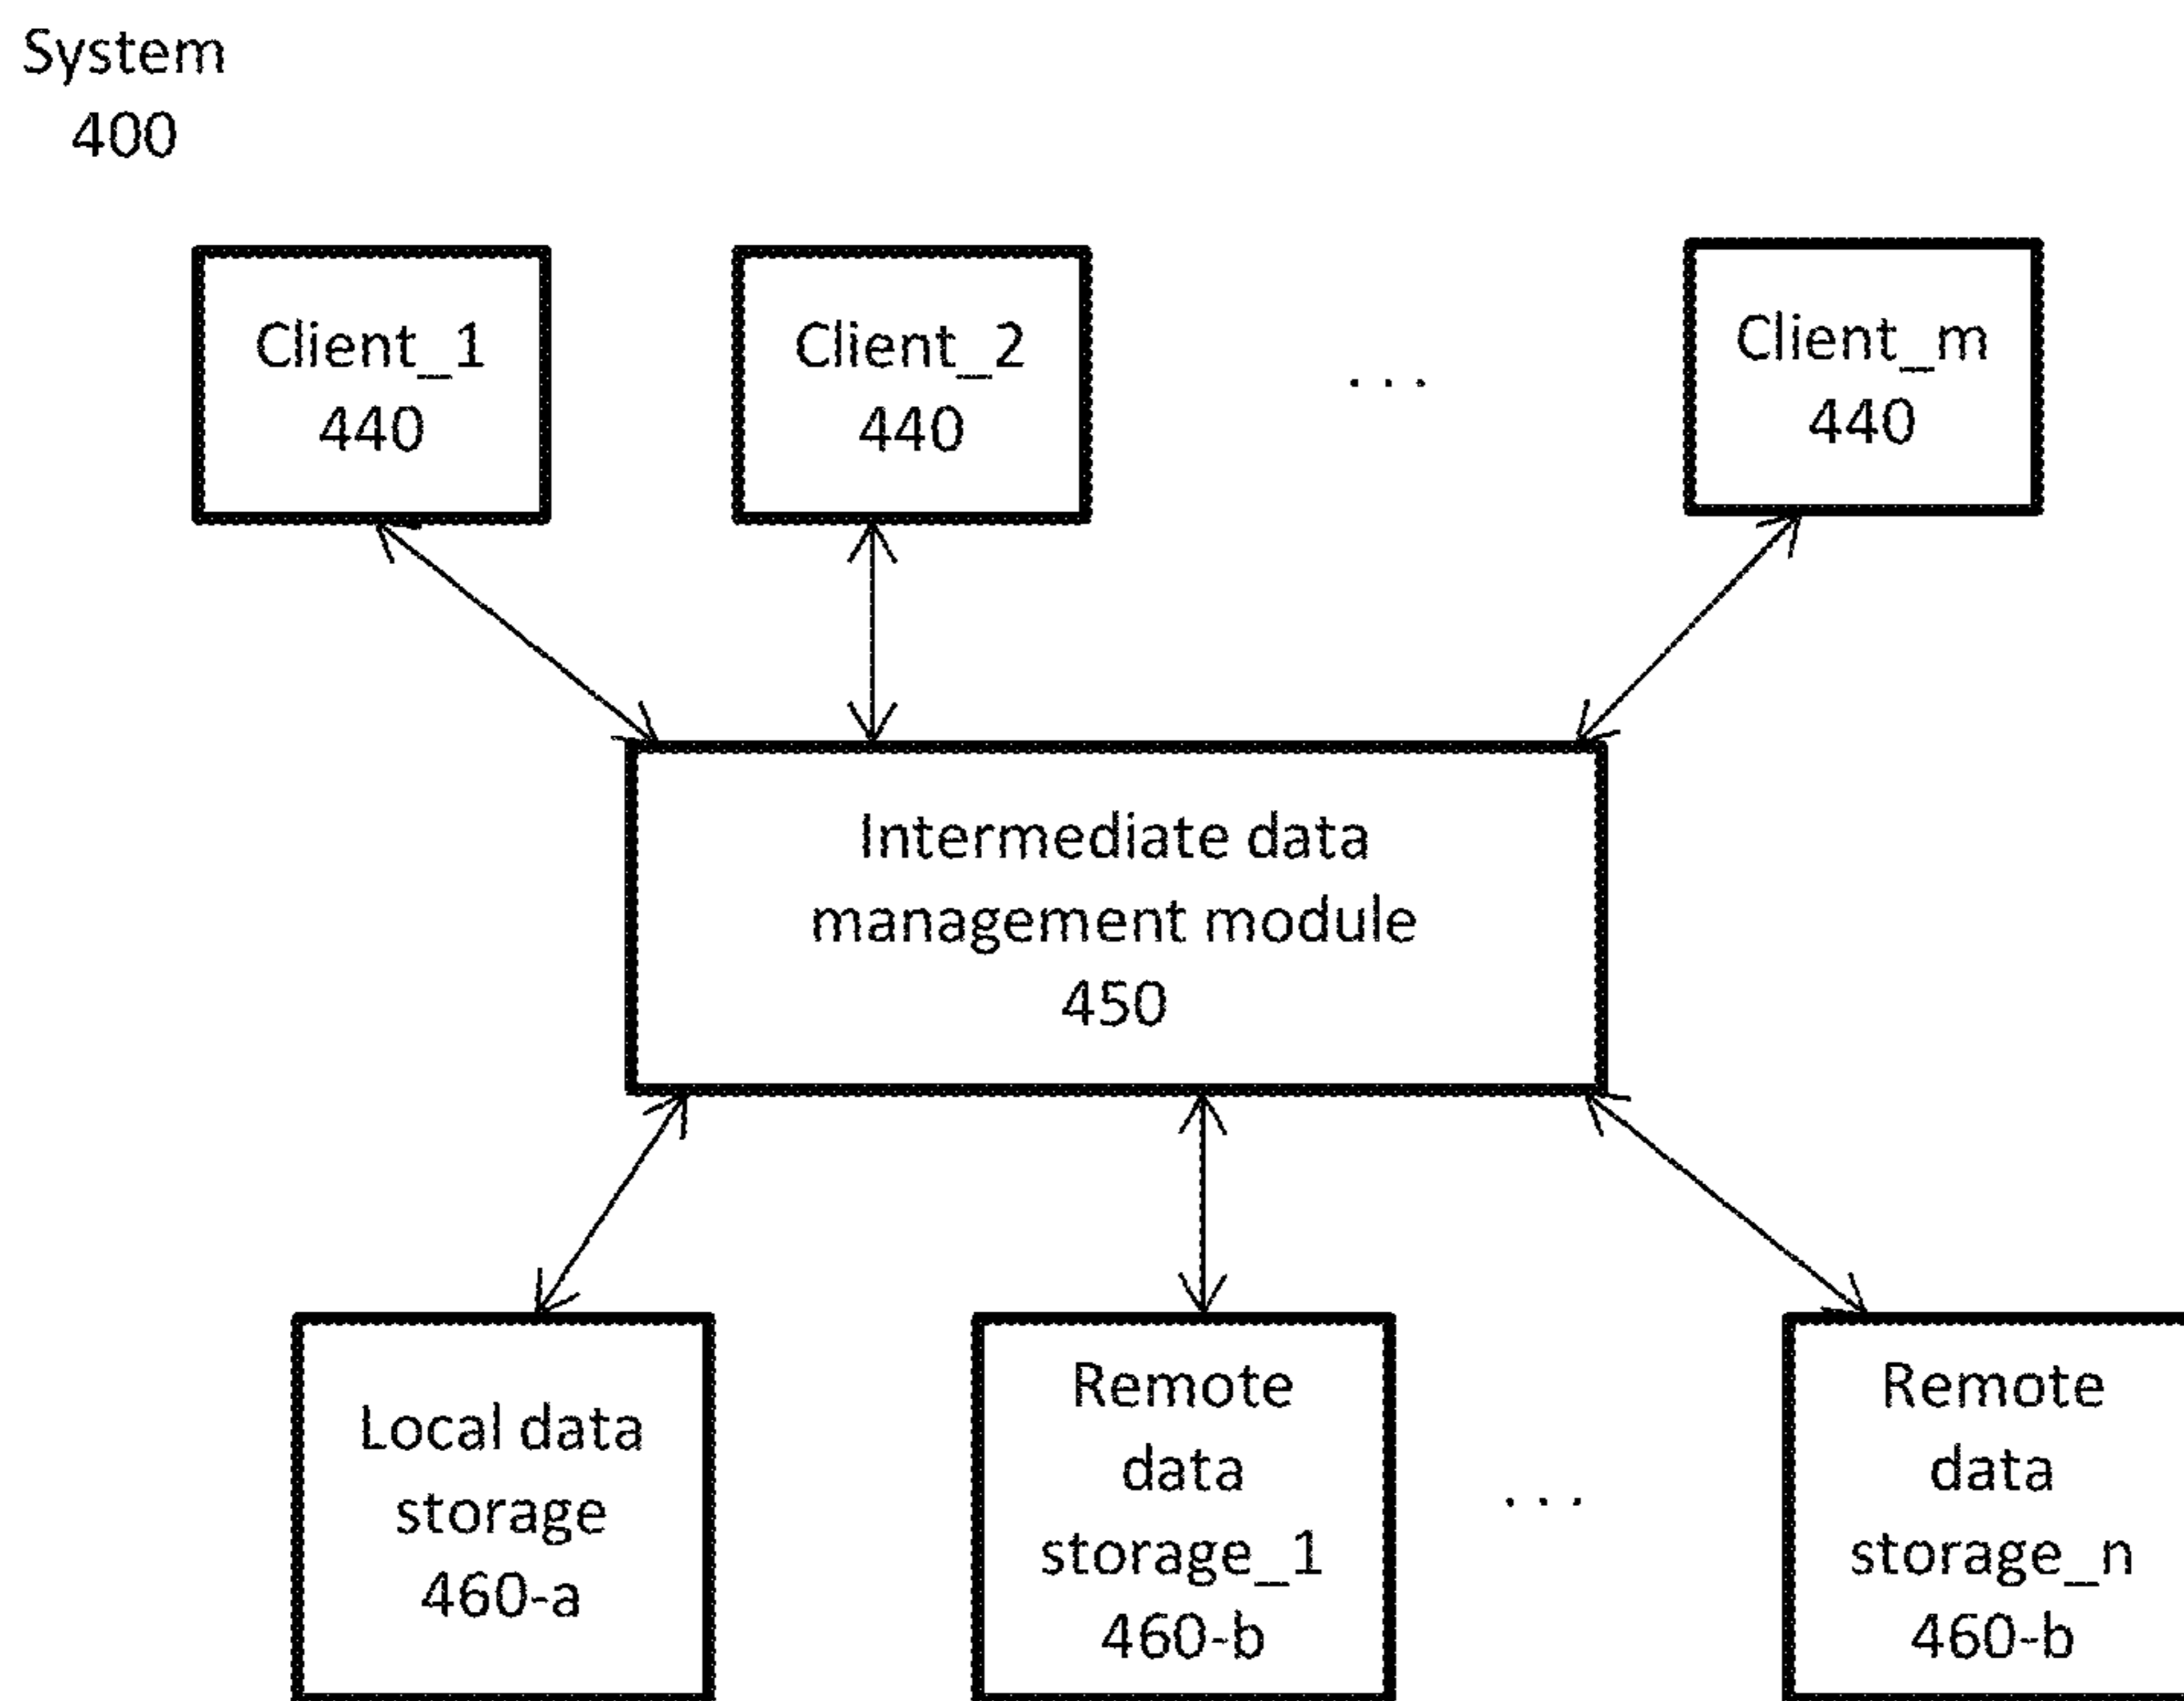 System
400
Client_1
440
Client_2
440
...
Client_m
440
Intermediate data
management module
450
Local data
storage
460-a
Remote
data
storage_1
460-b
...
Remote
data
storage_n
460-b